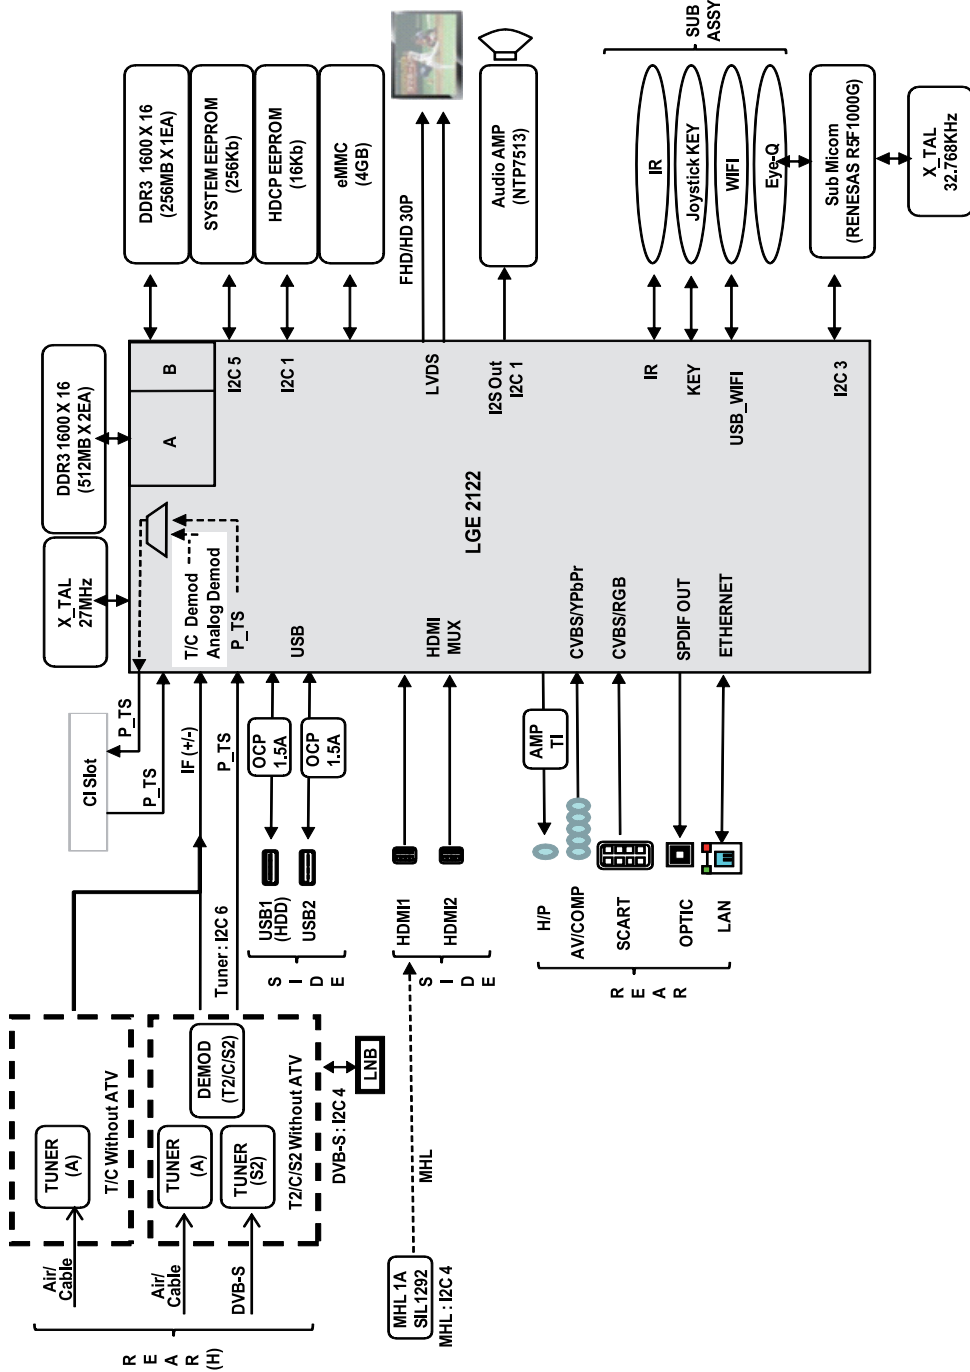 REAR
(H)
Air/
Cable
TUNER
(A)
T/C Without ATV
Air/
Cable
DVB-S
TUNER
(A)
TUNER
(S2)
DEMOD
(T2/C/S2)
T2/C/S2 Without ATV
DVB-S : I2C 4
LNB
Tuner : I2C 6
MHL 1A
SIL1292
MHL : I2C 4
MHL
CI Slot
P_TS
P_TS
IF (+/-)
P_TS
OCP
1.5A
OCP
1.5A
USB1
(HDD)
USB2
SIDE
HDMI1
HDMI2
SIDE
AMP
TI
H/P
AV/COMP
SCART
OPTIC
LAN
REAR
X_TAL
27MHz
DDR3 1600 X 16
(512MB X 2EA)
A
B
T/C Demod
Analog Demod
P_TS
USB
HDMI
MUX
CVBS/YPbPr
CVBS/RGB
SPDIF OUT
ETHERNET
LGE 2122
I2C 5
I2C 1
LVDS
I2S Out
I2C 1
IR
KEY
USB_WIFI
I2C 3
DDR3 1600 X 16
(256MB X 1EA)
SYSTEM EEPROM
(256Kb)
HDCP EEPROM
(16Kb)
eMMC
(4GB)
FHD/HD 30P
Audio AMP
(NTP7513)
IR
Joystick KEY
WIFI
Eye-Q
SUB
ASSY
Sub Micom
(RENESAS R5F1000G)
X_TAL
32.768KHz